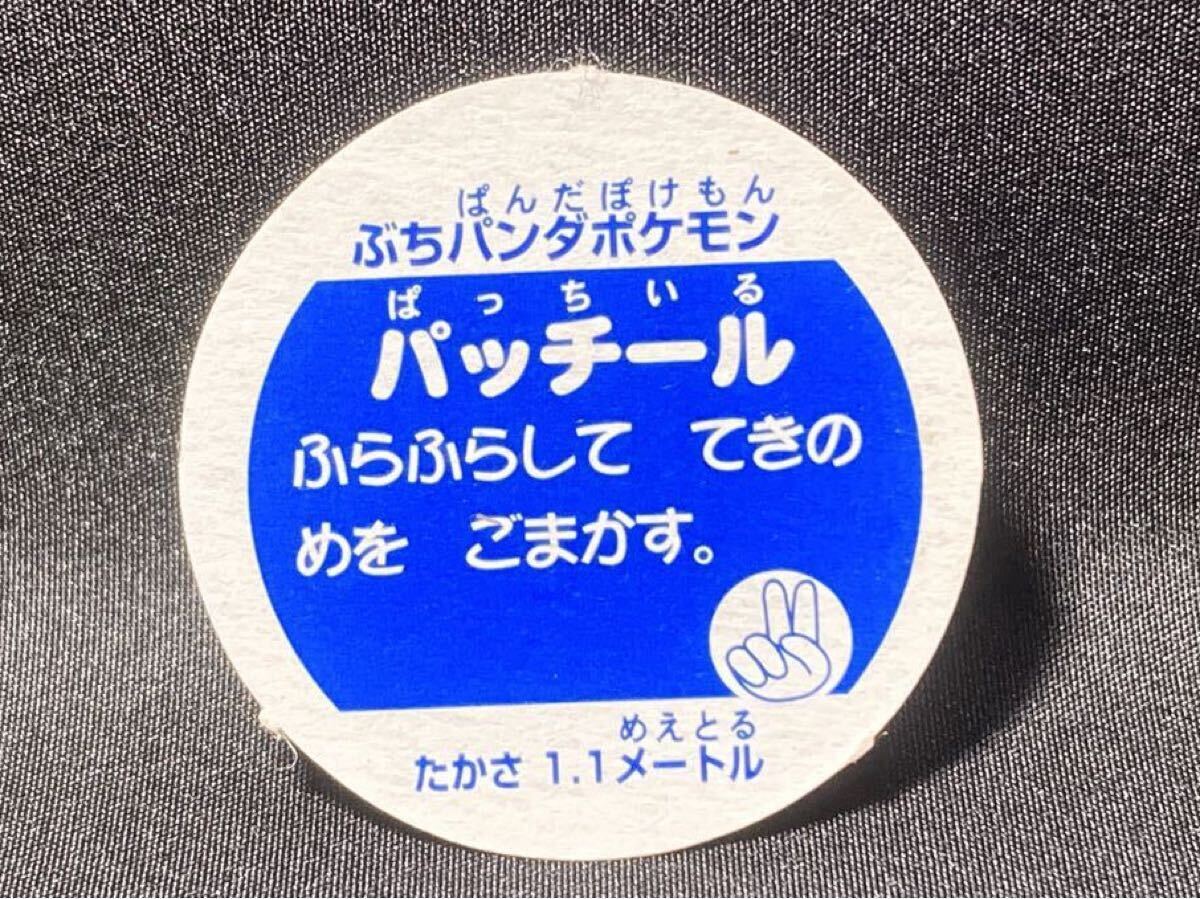 ぱんだぽけもん
ぶちパンダポケモン
ぱっちいる
パッチール
ふらふらして てきの
めを ごまかす。
めえとる
たかさ 1.1メートル